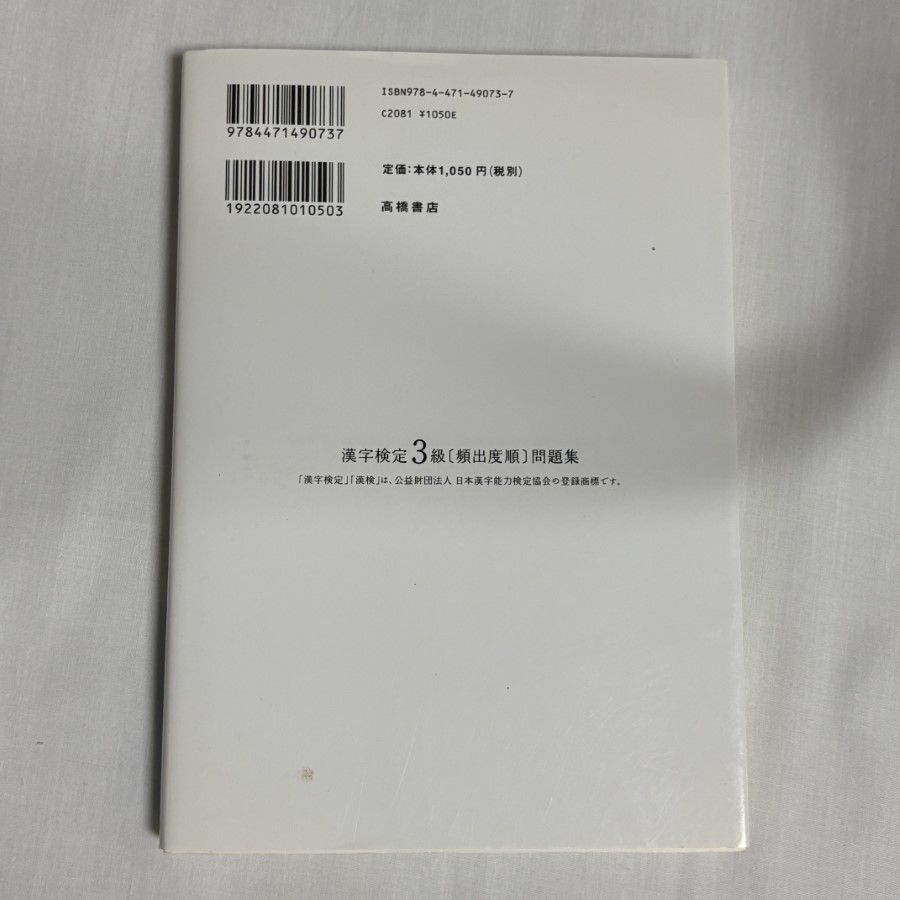 ISBN978-4-471-49073-7
C2081 ¥1050E
9784471490737
定価：本体1,050円（税別）
1922081010503
高橋書店
漢字検定3級〔頻出度順〕問題集
「漢字検定」「漢検」は、公益財団法人 日本漢字能力検定協会の登録商標です。